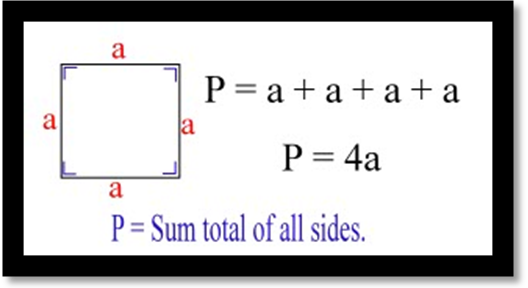 a
P = a + a + a + a
a
a
P = 4a
a
P = Sum total of all sides.